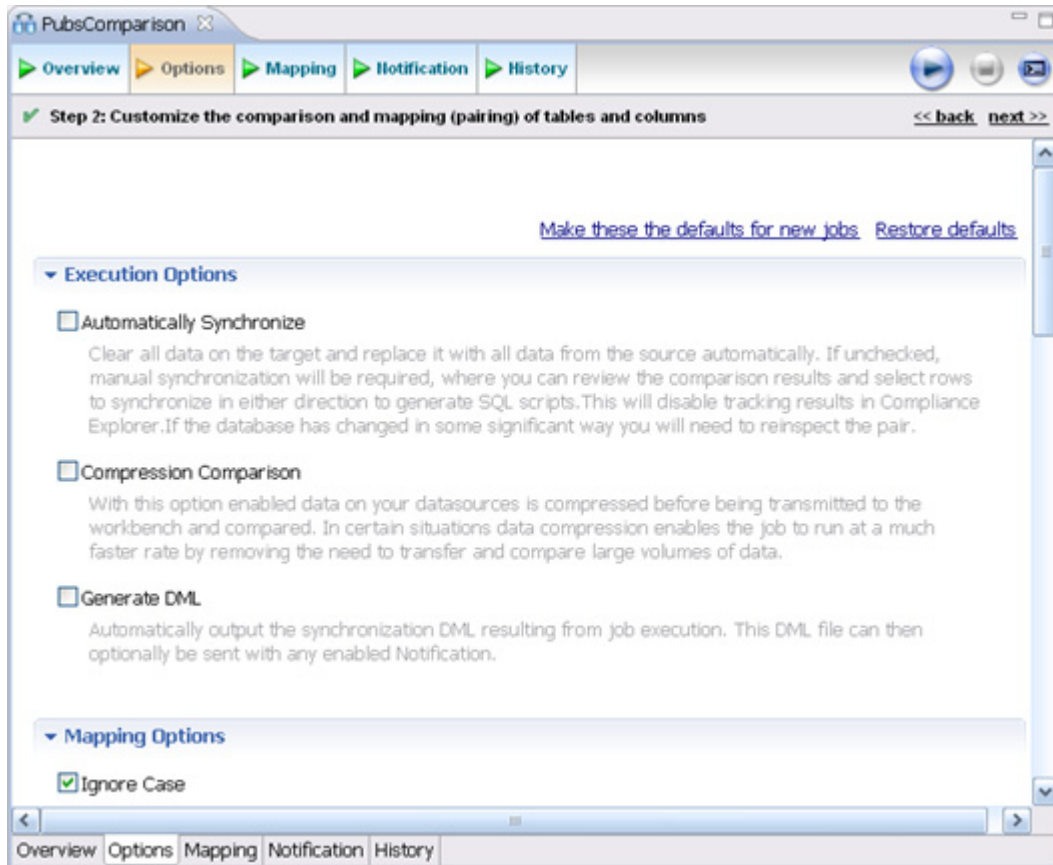 PubsComparison
Overview Options Mapping Notification History
Step 2: Customize the comparison and mapping (pairing) of tables and columns << back next >>
Make these the defaults for new jobs Restore defaults
Execution Options
Automatically Synchronize
Clear all data on the target and replace it with all data from the source automatically. If unchecked,
manual synchronization will be required, where you can review the comparison results and select rows
to synchronize in either direction to generate SQL scripts.This will disable tracking results in Compliance
Explorer.If the database has changed in some significant way you will need to reinspect the pair.
Compression Comparison
With this option enabled data on your datasources is compressed before being transmitted to the
workbench and compared. In certain situations data compression enables the job to run at a much
faster rate by removing the need to transfer and compare large volumes of data.
Generate DML
Automatically output the synchronization DML resulting from job execution. This DML file can then
optionally be sent with any enabled Notification.
Mapping Options
Ignore Case
Overview Options Mapping Notification History